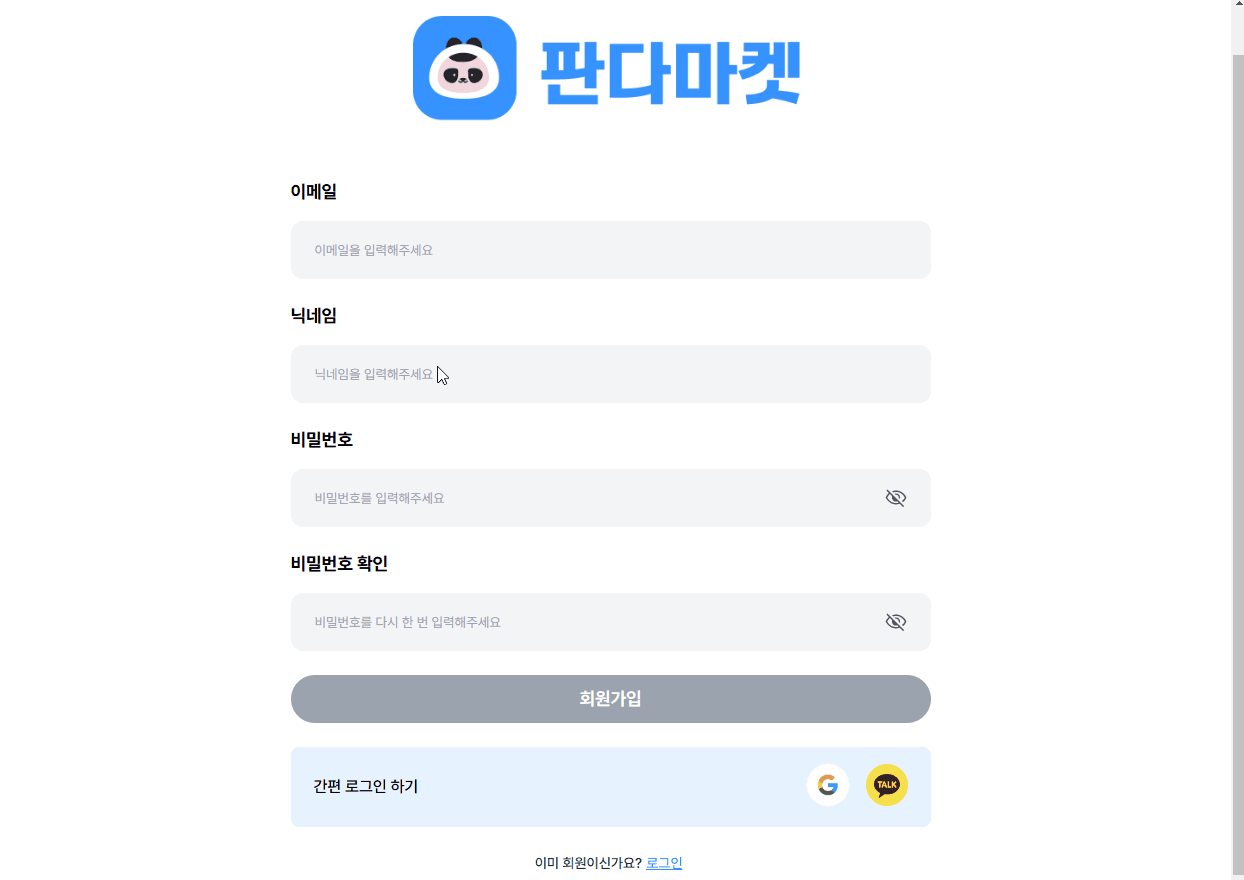 판다마켓
이메일
이메일을 입력해주세요
닉네임
닉네임을 입력해주세요
비밀번호
비밀번호를 입력해주세요
비밀번호 확인
비밀번호를 다시 한 번 입력해주세요
회원가입
간편 로그인 하기
G
TALK
이미 회원이신가요? 로그인